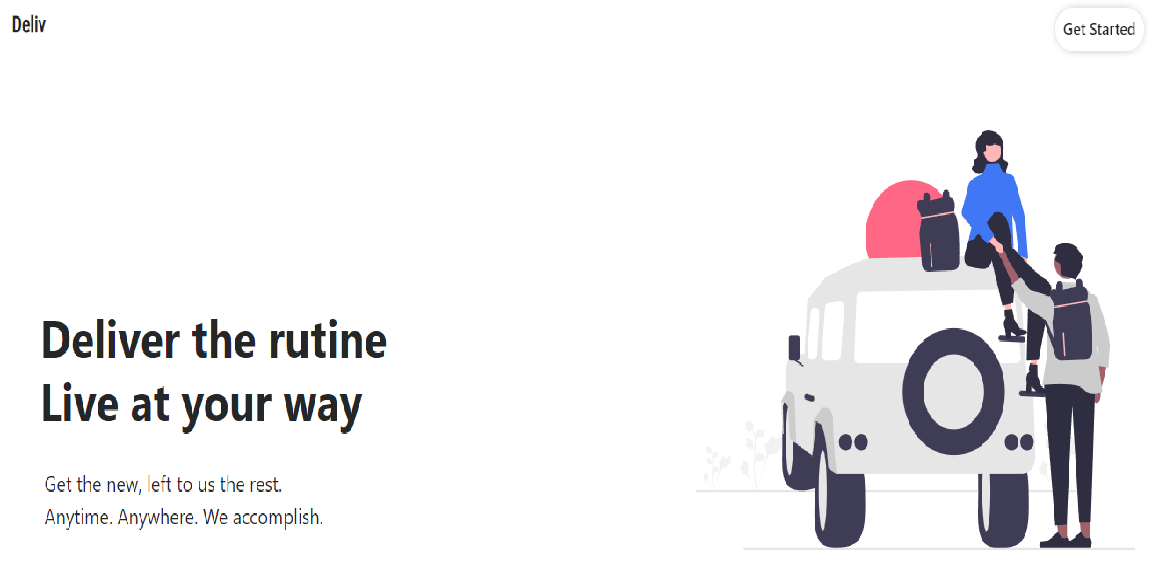 Deliv
Get Started
Deliver the rutine
Live at your way
Get the new, left to us the rest.
Anytime. Anywhere. We accomplish.